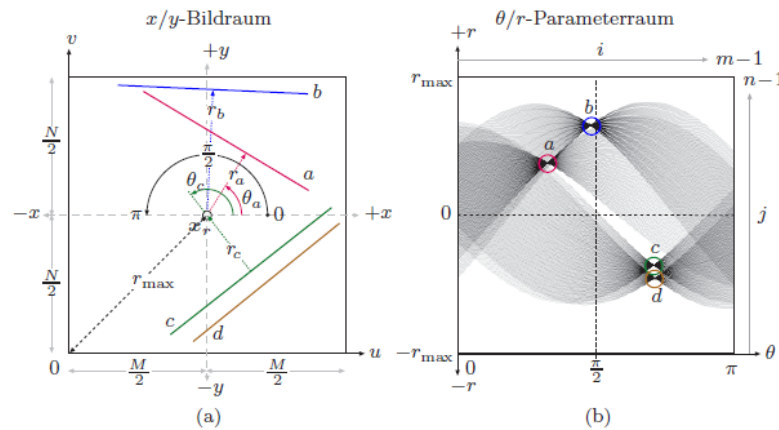 x/y-Bildraum
v
+y
b
r_b
N/2
π/2
a
θ_c
r_a
θ_a
π
0
−x
+x
x_r
r_c
N/2
r_max
c
d
0
M/2
M/2
u
−y
(a)
θ/r-Parameterraum
+r
i
m−1
r_max
n−1
b
a
0
j
c
d
−r_max
0
π/2
π
θ
−r
(b)